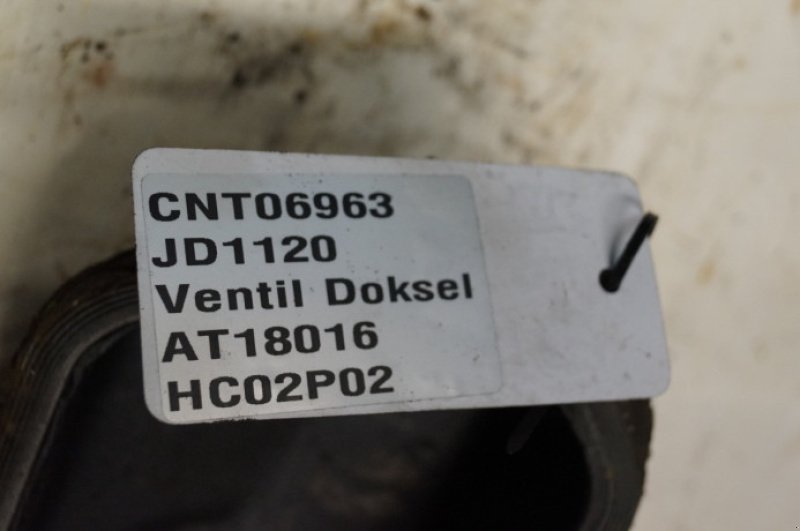 CNT06963
JD1120
Ventil Doksel
AT18016
HC02P02